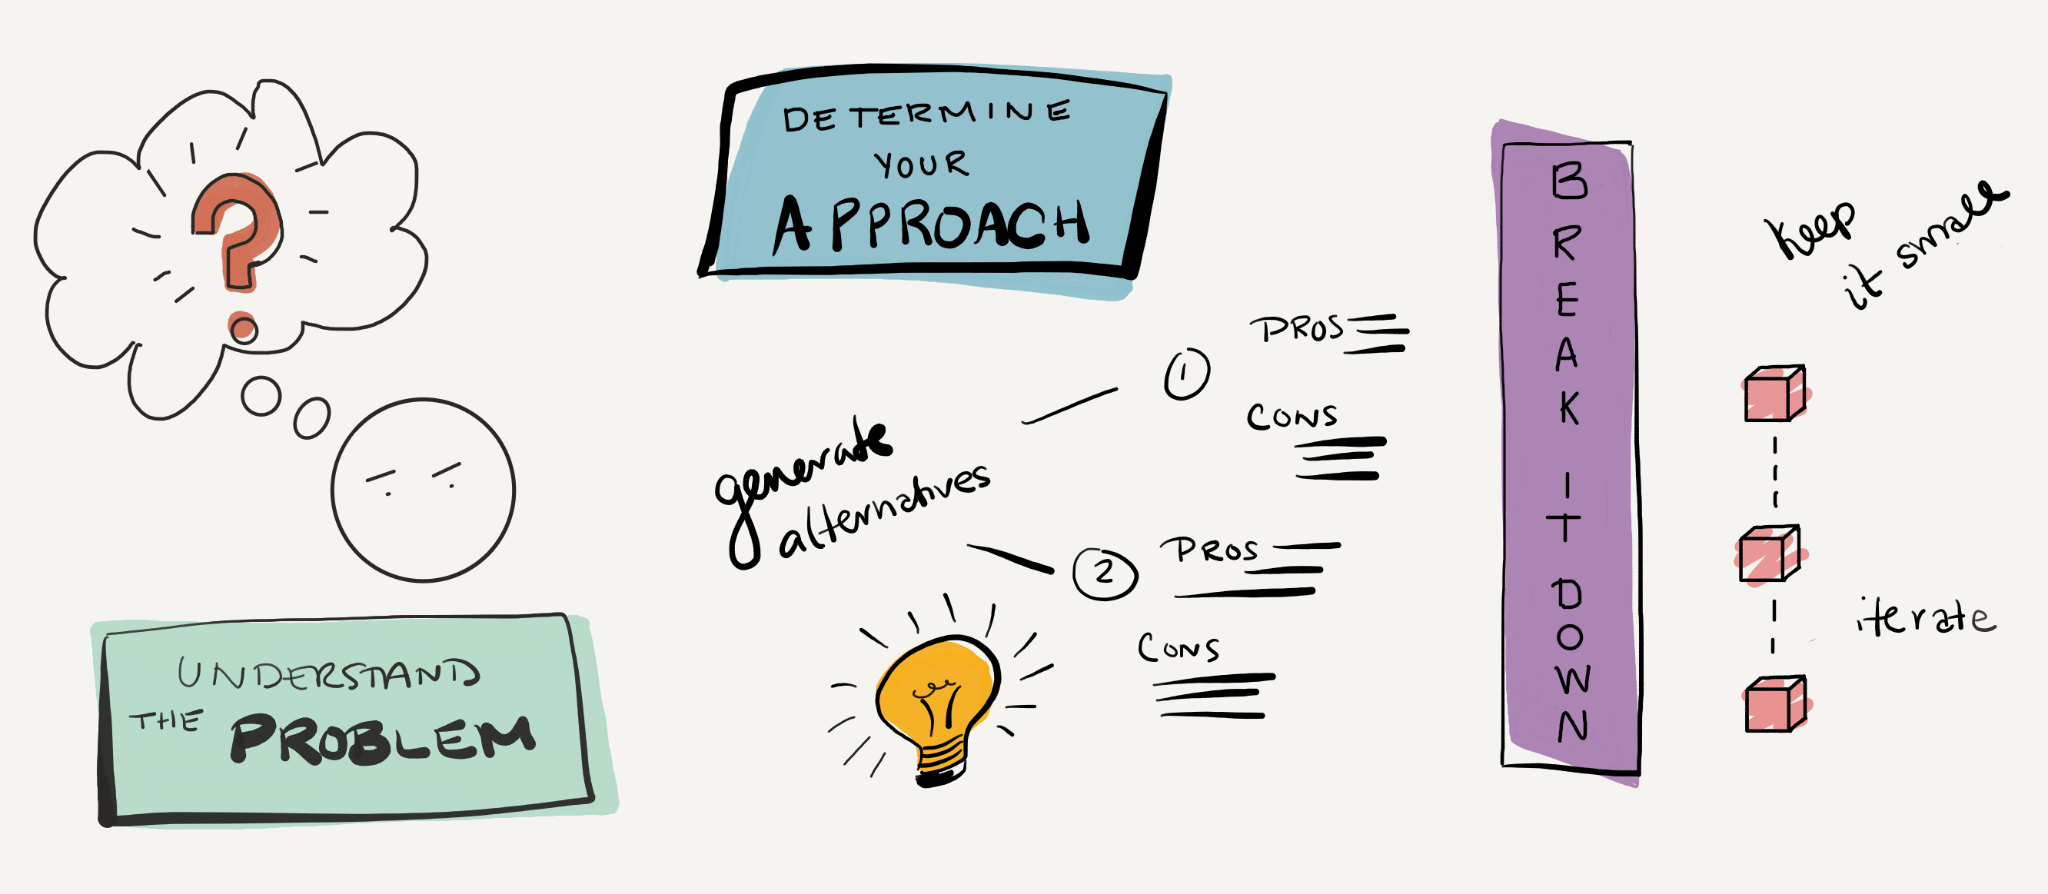 ?
UNDERSTAND
THE PROBLEM
DETERMINE
YOUR
APPROACH
generate
alternatives
1
PROS
CONS
2
PROS
CONS
BREAK IT DOWN
keep
it small
iterate